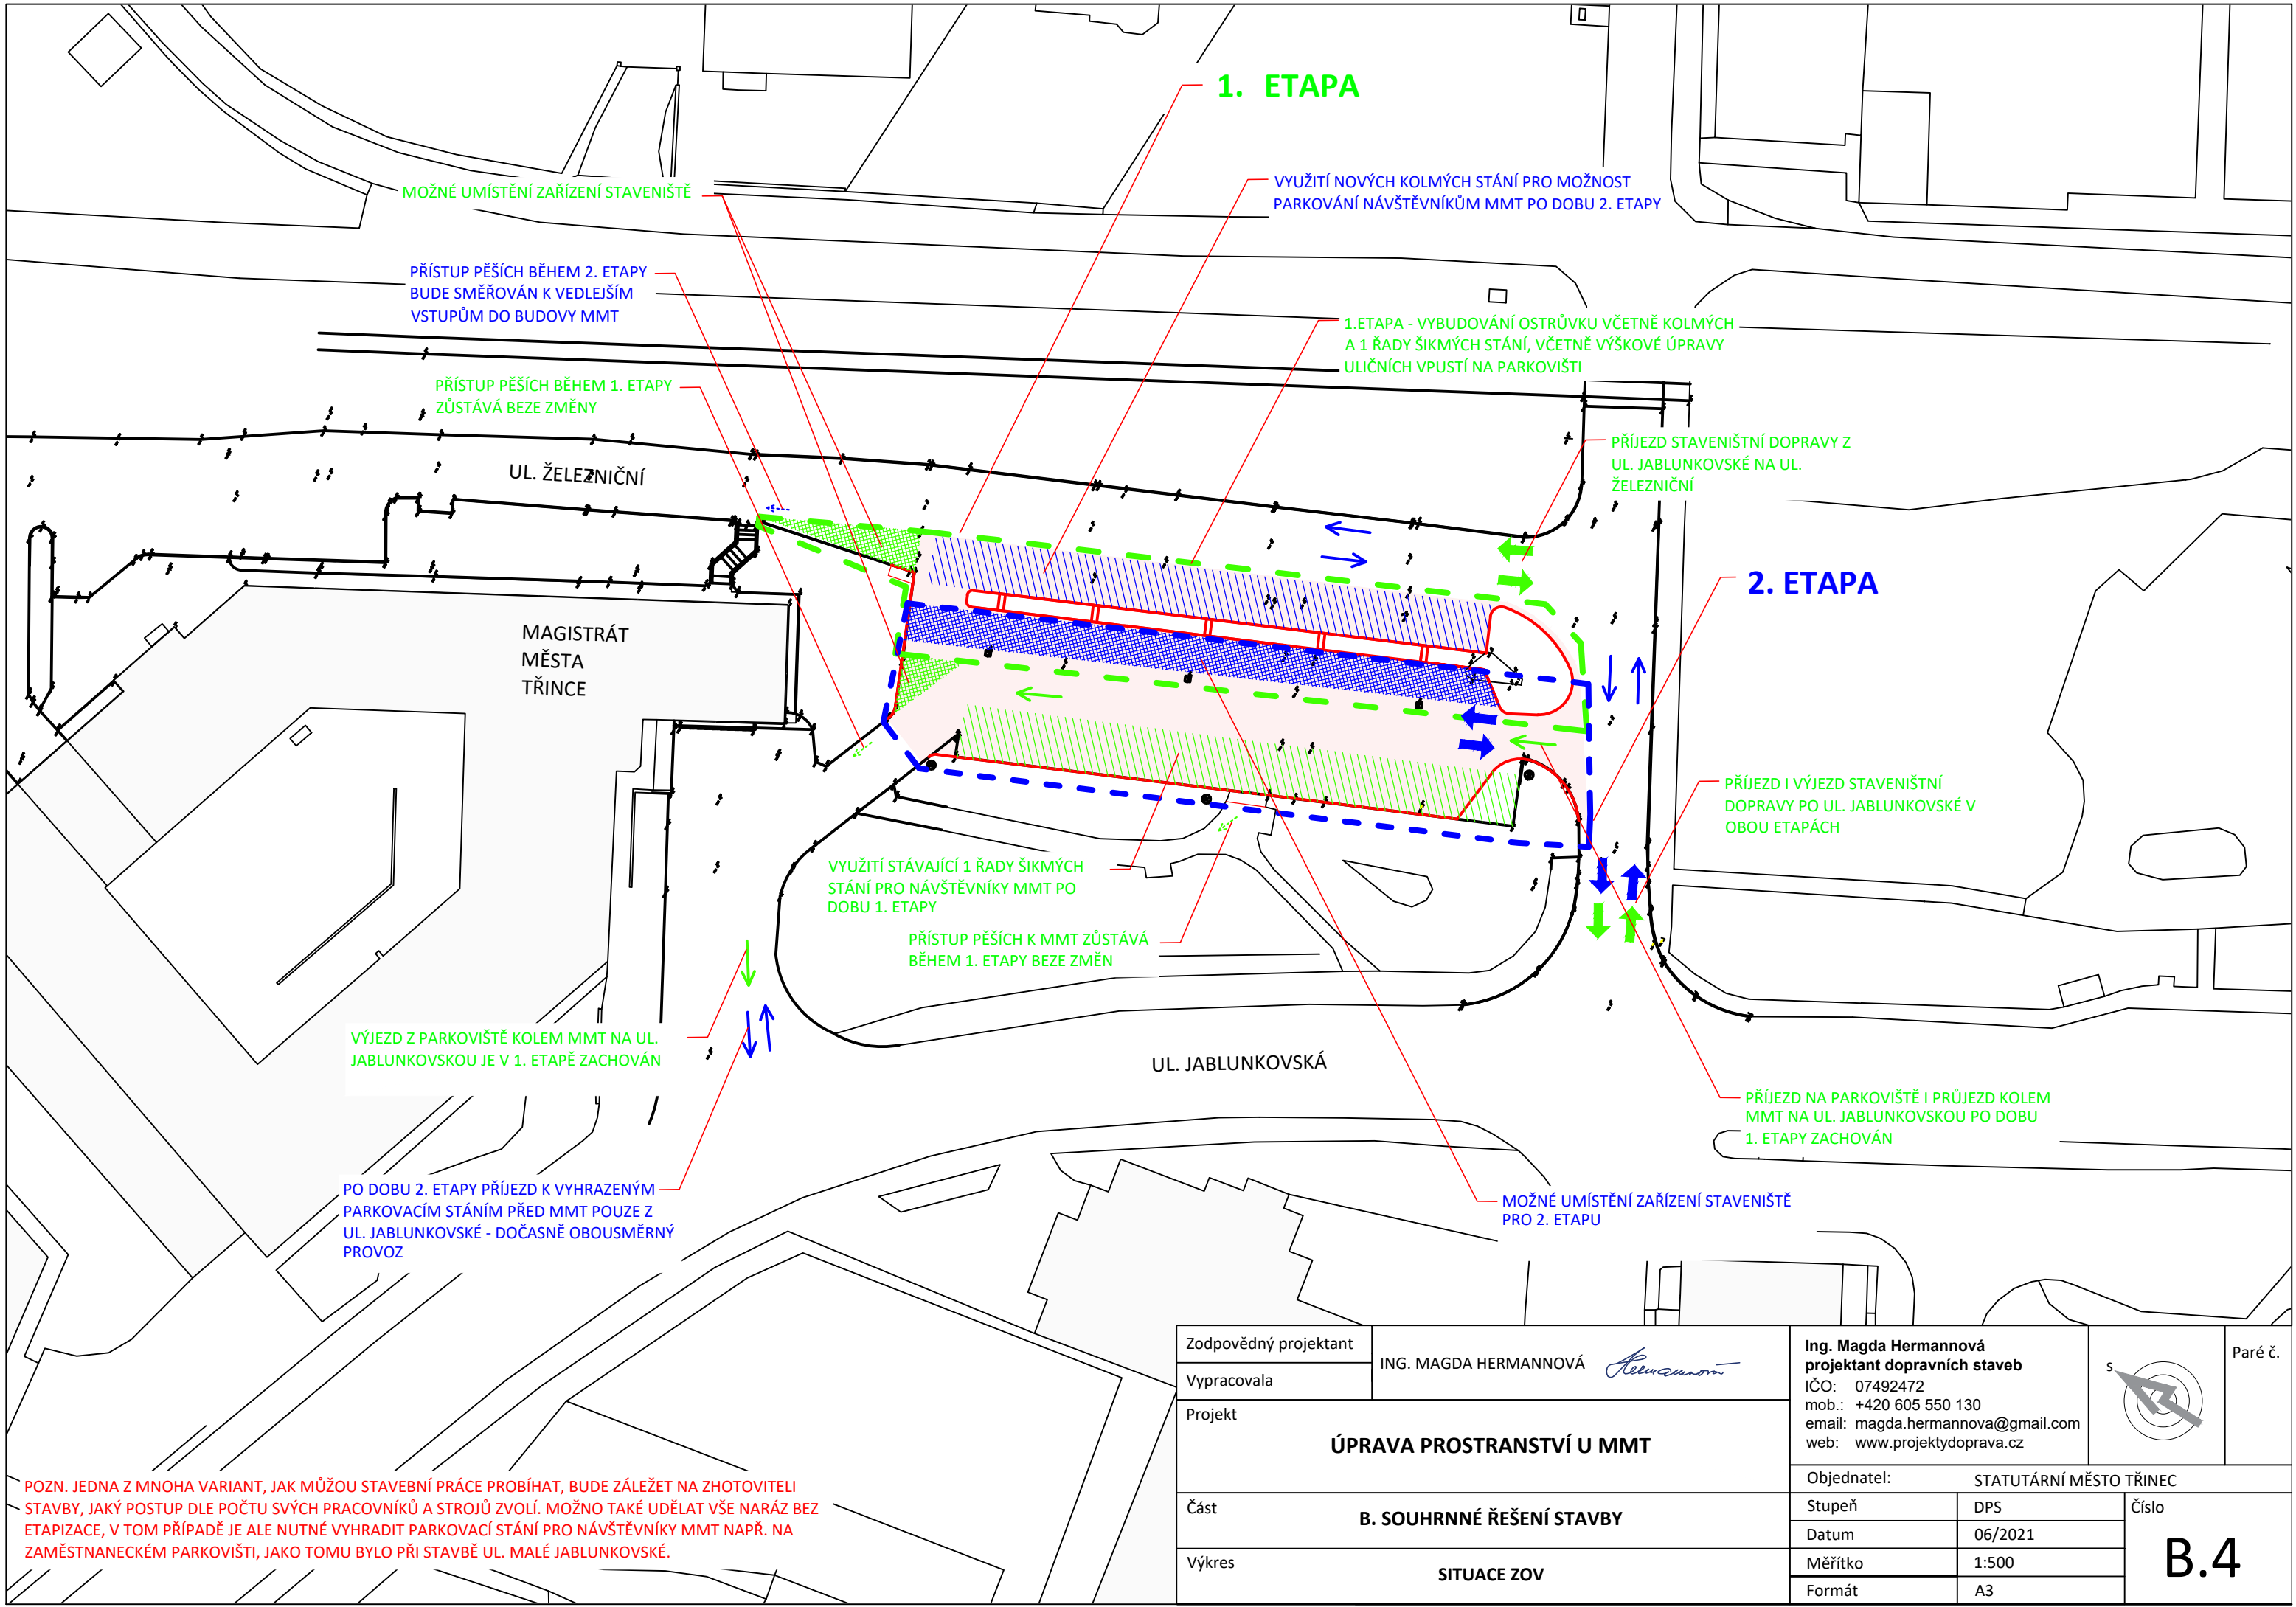 1. ETAPA
MOŽNÉ UMÍSTĚNÍ ZAŘÍZENÍ STAVENIŠTĚ
VYUŽITÍ NOVÝCH KOLMÝCH STÁNÍ PRO MOŽNOST
PARKOVÁNÍ NÁVŠTĚVNÍKŮM MMT PO DOBU 2. ETAPY
PŘÍSTUP PĚŠÍCH BĚHEM 2. ETAPY
BUDE SMĚŘOVÁN K VEDLEJŠÍM
VSTUPŮM DO BUDOVY MMT
1.ETAPA - VYBUDOVÁNÍ OSTRŮVKU VČETNĚ KOLMÝCH
A 1 ŘADY ŠIKMÝCH STÁNÍ, VČETNĚ VÝŠKOVÉ ÚPRAVY
ULIČNÍCH VPUSTÍ NA PARKOVIŠTI
PŘÍSTUP PĚŠÍCH BĚHEM 1. ETAPY
ZŮSTÁVÁ BEZE ZMĚNY
PŘÍJEZD STAVENIŠTNÍ DOPRAVY Z
UL. JABLUNKOVSKÉ NA UL.
ŽELEZNIČNÍ
UL. ŽELEZNIČNÍ
2. ETAPA
MAGISTRÁT
MĚSTA
TŘINCE
PŘÍJEZD I VÝJEZD STAVENIŠTNÍ
DOPRAVY PO UL. JABLUNKOVSKÉ V
OBOU ETAPÁCH
VYUŽITÍ STÁVAJÍCÍ 1 ŘADY ŠIKMÝCH
STÁNÍ PRO NÁVŠTĚVNÍKY MMT PO
DOBU 1. ETAPY
PŘÍSTUP PĚŠÍCH K MMT ZŮSTÁVÁ
BĚHEM 1. ETAPY BEZE ZMĚN
VÝJEZD Z PARKOVIŠTĚ KOLEM MMT NA UL.
JABLUNKOVSKOU JE V 1. ETAPĚ ZACHOVÁN
UL. JABLUNKOVSKÁ
PŘÍJEZD NA PARKOVIŠTĚ I PRŮJEZD KOLEM
MMT NA UL. JABLUNKOVSKOU PO DOBU
1. ETAPY ZACHOVÁN
PO DOBU 2. ETAPY PŘÍJEZD K VYHRAZENÝM
PARKOVACÍM STÁNÍM PŘED MMT POUZE Z
UL. JABLUNKOVSKÉ - DOČASNĚ OBOUSMĚRNÝ
PROVOZ
MOŽNÉ UMÍSTĚNÍ ZAŘÍZENÍ STAVENIŠTĚ
PRO 2. ETAPU
POZN. JEDNA Z MNOHA VARIANT, JAK MŮŽOU STAVEBNÍ PRÁCE PROBÍHAT, BUDE ZÁLEŽET NA ZHOTOVITELI
STAVBY, JAKÝ POSTUP DLE POČTU SVÝCH PRACOVNÍKŮ A STROJŮ ZVOLÍ. MOŽNO TAKÉ UDĚLAT VŠE NARÁZ BEZ
ETAPIZACE, V TOM PŘÍPADĚ JE ALE NUTNÉ VYHRADIT PARKOVACÍ STÁNÍ PRO NÁVŠTĚVNÍKY MMT NAPŘ. NA
ZAMĚSTNANECKÉM PARKOVIŠTI, JAKO TOMU BYLO PŘI STAVBĚ UL. MALÉ JABLUNKOVSKÉ.
Zodpovědný projektant
Vypracovala
ING. MAGDA HERMANNOVÁ Hermannová
Projekt
ÚPRAVA PROSTRANSTVÍ U MMT
Část
B. SOUHRNNÉ ŘEŠENÍ STAVBY
Výkres
SITUACE ZOV
Ing. Magda Hermannová
projektant dopravních staveb
IČO: 07492472
mob.: +420 605 550 130
email: magda.hermannova@gmail.com
web: www.projektydoprava.cz
S
Paré č.
Objednatel: STATUTÁRNÍ MĚSTO TŘINEC
Stupeň DPS
Datum 06/2021
Měřítko 1:500
Formát A3
Číslo
B.4